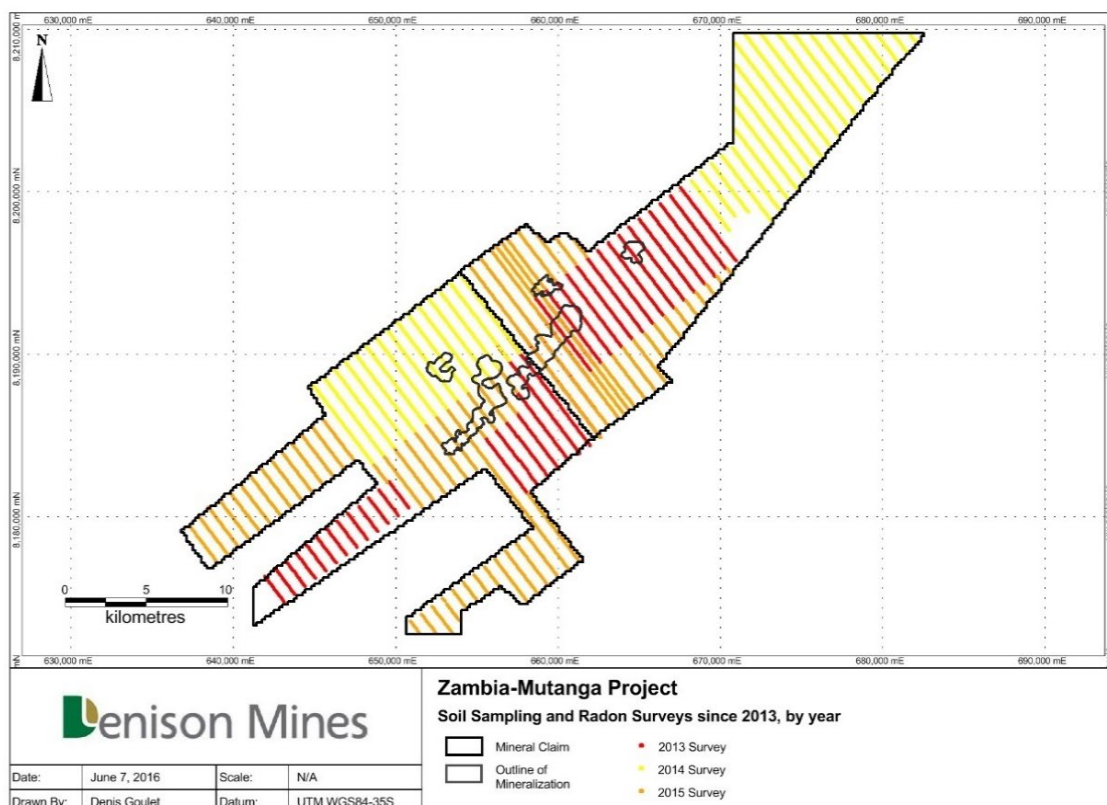 630,000 mE 640,000 mE 650,000 mE 660,000 mE 670,000 mE 680,000 mE 690,000 mE
8,210,000 mN
N
8,200,000 mN
8,190,000 mN
8,180,000 mN
0 5 10
kilometres
mN
630,000 mE 640,000 mE 650,000 mE 660,000 mE 670,000 mE 680,000 mE 690,000 mE
Denison Mines
Zambia-Mutanga Project
Soil Sampling and Radon Surveys since 2013, by year
Mineral Claim
Outline of
Mineralization
2013 Survey
2014 Survey
2015 Survey
Date: June 7, 2016 Scale: N/A
Drawn By: Denis Goulet Datum: UTM WGS84-35S